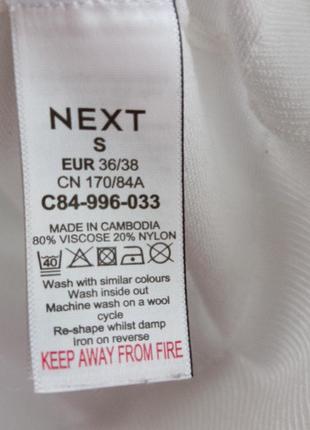 NEXT
S
EUR 36/38
CN 170/84A
C84-996-033
MADE IN CAMBODIA
80% VISCOSE 20% NYLON
40
Wash with similar colours
Wash inside out
Machine wash on a wool
cycle
Re-shape whilst damp
Iron on reverse
KEEP AWAY FROM FIRE